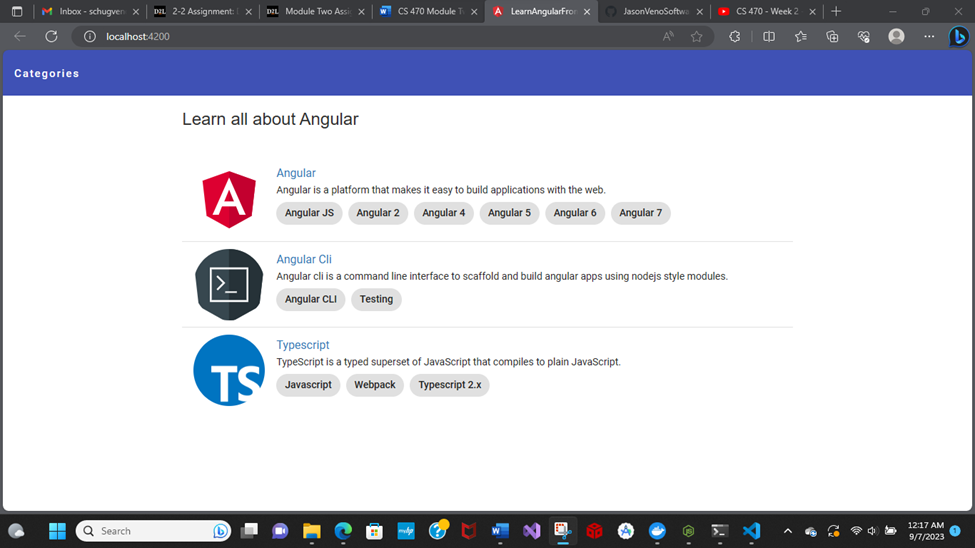 Inbox - schugven
2-2 Assignment:
Module Two Assi
CS 470 Module T
LearnAngularFro
JasonVenoSoftwa
CS 470 - Week 2
localhost:4200
Categories
Learn all about Angular
Angular
Angular is a platform that makes it easy to build applications with the web.
Angular JS Angular 2 Angular 4 Angular 5 Angular 6 Angular 7
Angular Cli
Angular cli is a command line interface to scaffold and build angular apps using nodejs style modules.
Angular CLI Testing
TS
Typescript
TypeScript is a typed superset of JavaScript that compiles to plain JavaScript.
Javascript Webpack Typescript 2.x
Search
12:17 AM
9/7/2023
1